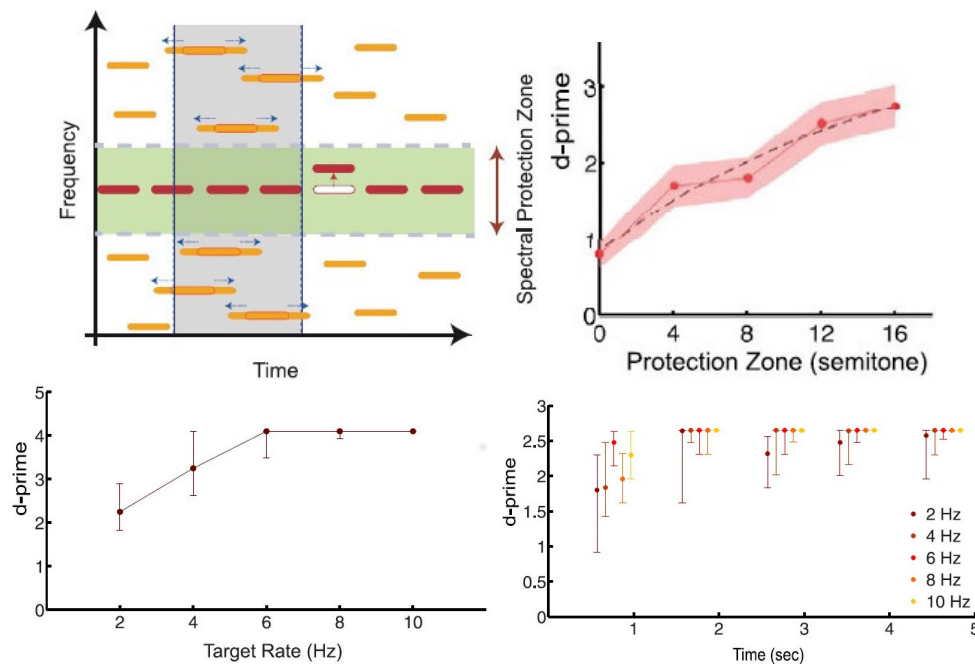 Frequency
Time
Spectral Protection Zone
d-prime
3
2
1
0
0 4 8 12 16
Protection Zone (semitone)
d-prime
5
4
3
2
1
0
2 4 6 8 10
Target Rate (Hz)
d-prime
3
2.5
2
1.5
1
0.5
0
1 2 3 4 5
Time (sec)
2 Hz
4 Hz
6 Hz
8 Hz
10 Hz